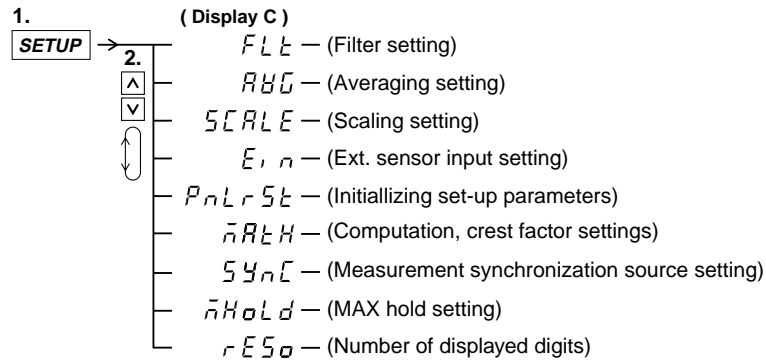 1.
( Display C )
SETUP
2.
FLt — (Filter setting)
AVG — (Averaging setting)
SCALE — (Scaling setting)
Ein — (Ext. sensor input setting)
PnLrSt — (Initiallizing set-up parameters)
mAtH — (Computation, crest factor settings)
SYnC — (Measurement synchronization source setting)
mHoLd — (MAX hold setting)
rESo — (Number of displayed digits)